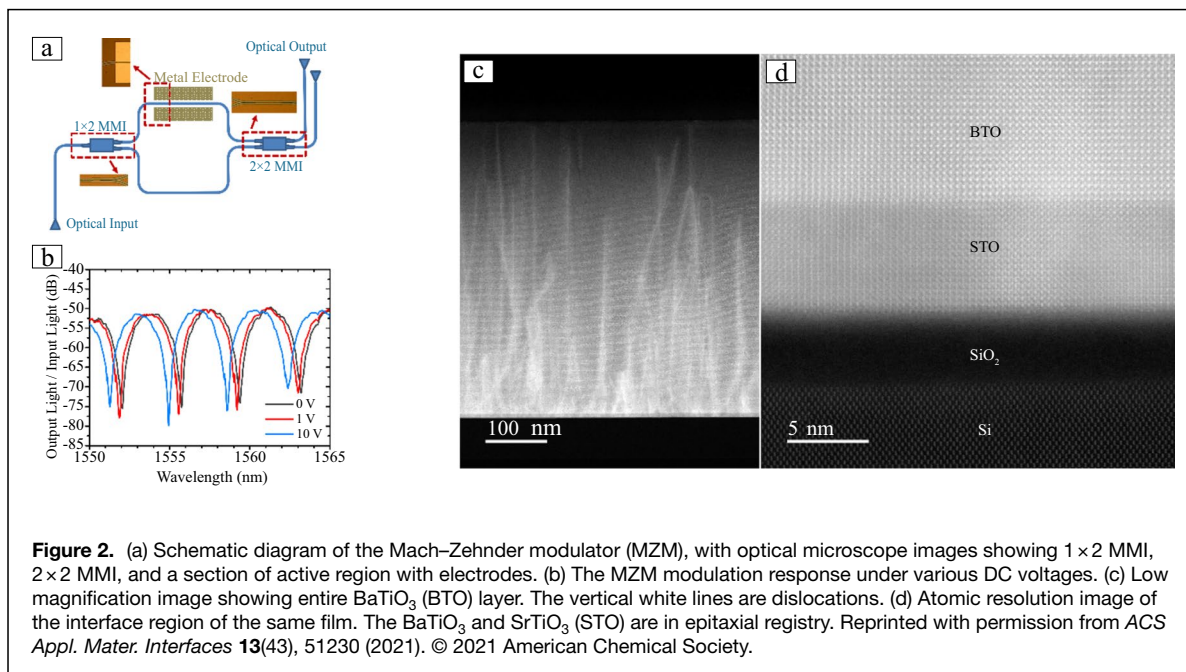 a
Optical Output
Metal Electrode
1×2 MMI
2×2 MMI
Optical Input
b
Output Light / Input Light (dB)
-40
-45
-50
-55
-60
-65
-70
-75
-80
-85
0 V
1 V
10 V
1550 1555 1560 1565
Wavelength (nm)
c
100 nm
d
BTO
STO
SiO₂
5 nm
Si
Figure 2. (a) Schematic diagram of the Mach–Zehnder modulator (MZM), with optical microscope images showing 1×2 MMI,
2×2 MMI, and a section of active region with electrodes. (b) The MZM modulation response under various DC voltages. (c) Low
magnification image showing entire BaTiO₃ (BTO) layer. The vertical white lines are dislocations. (d) Atomic resolution image of
the interface region of the same film. The BaTiO₃ and SrTiO₃ (STO) are in epitaxial registry. Reprinted with permission from ACS
Appl. Mater. Interfaces 13(43), 51230 (2021). © 2021 American Chemical Society.